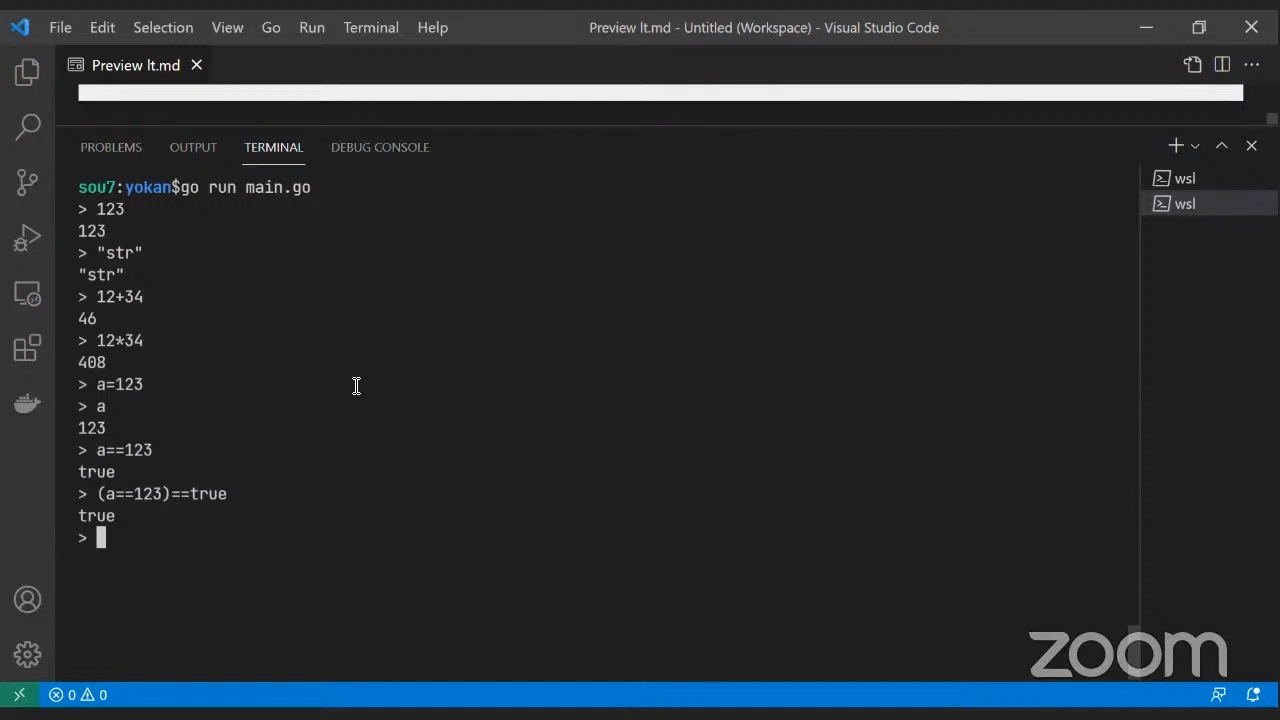 File Edit Selection View Go Run Terminal Help Preview lt.md - Untitled (Workspace) - Visual Studio Code
Preview lt.md
PROBLEMS OUTPUT TERMINAL DEBUG CONSOLE
sou7:yokan$go run main.go
> 123
123
> "str"
"str"
> 12+34
46
> 12*34
408
> a=123
> a
123
> a==123
true
> (a==123)==true
true
>
wsl
wsl
zoom
0 0